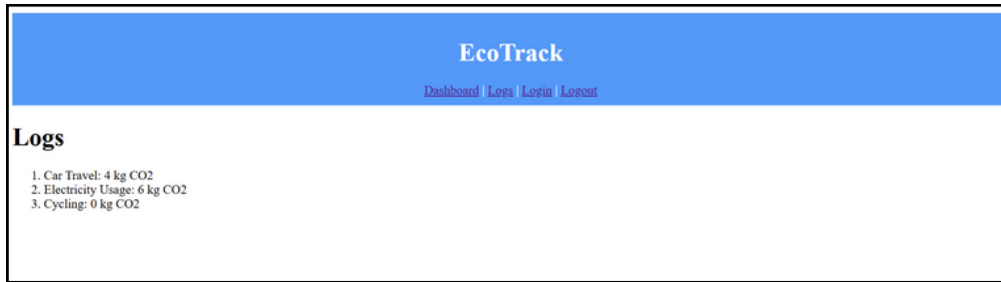 EcoTrack
Dashboard | Logs | Login | Logout
Logs
1. Car Travel: 4 kg CO2
2. Electricity Usage: 6 kg CO2
3. Cycling: 0 kg CO2